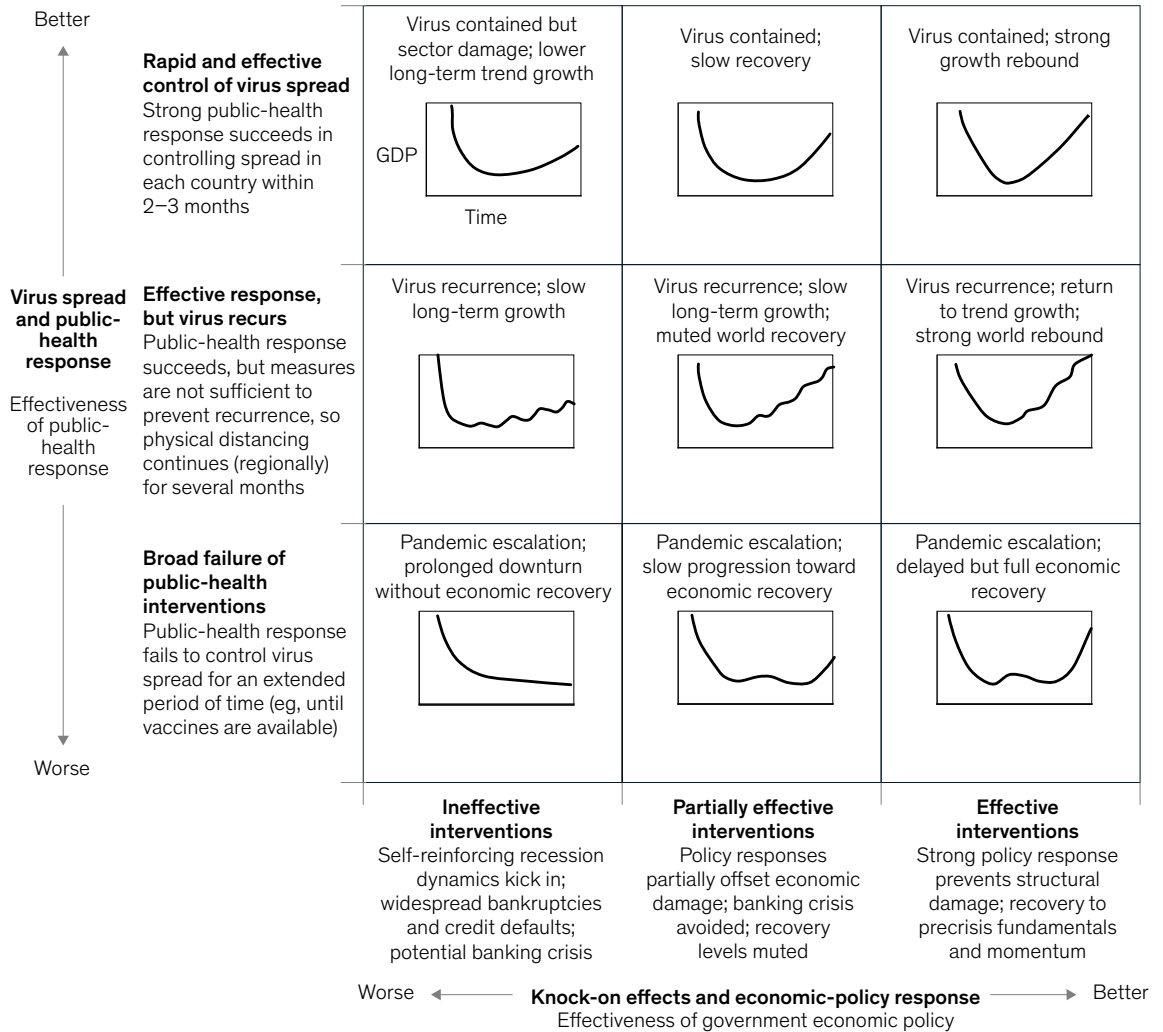 Better
Rapid and effective
control of virus spread
Strong public-health
response succeeds in
controlling spread in
each country within
2–3 months
Virus contained but
sector damage; lower
long-term trend growth
GDP
Time
Virus contained;
slow recovery
Virus contained; strong
growth rebound
Virus spread
and public-
health
response
Effectiveness
of public-
health
response
Effective response,
but virus recurs
Public-health response
succeeds, but measures
are not sufficient to
prevent recurrence, so
physical distancing
continues (regionally)
for several months
Virus recurrence; slow
long-term growth
Virus recurrence; slow
long-term growth;
muted world recovery
Virus recurrence; return
to trend growth;
strong world rebound
Broad failure of
public-health
interventions
Public-health response
fails to control virus
spread for an extended
period of time (eg, until
vaccines are available)
Pandemic escalation;
prolonged downturn
without economic recovery
Pandemic escalation;
slow progression toward
economic recovery
Pandemic escalation;
delayed but full economic
recovery
Worse
Ineffective
interventions
Self-reinforcing recession
dynamics kick in;
widespread bankruptcies
and credit defaults;
potential banking crisis
Partially effective
interventions
Policy responses
partially offset economic
damage; banking crisis
avoided; recovery
levels muted
Effective
interventions
Strong policy response
prevents structural
damage; recovery to
precrisis fundamentals
and momentum
Worse
Knock-on effects and economic-policy response
Better
Effectiveness of government economic policy